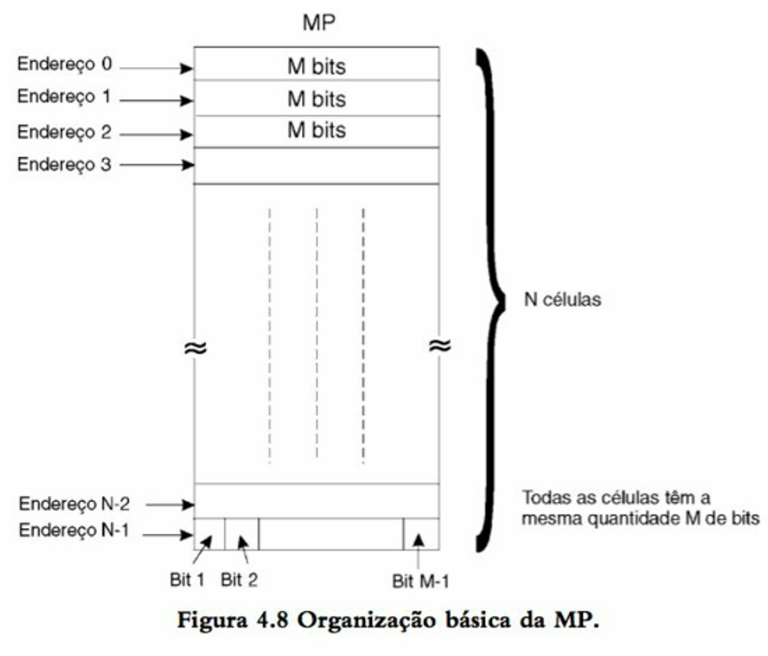 MP
Endereço 0
M bits
Endereço 1
M bits
Endereço 2
M bits
Endereço 3
N células
Endereço N-2
Todas as células têm a
mesma quantidade M de bits
Endereço N-1
Bit 1
Bit 2
Bit M-1
Figura 4.8 Organização básica da MP.